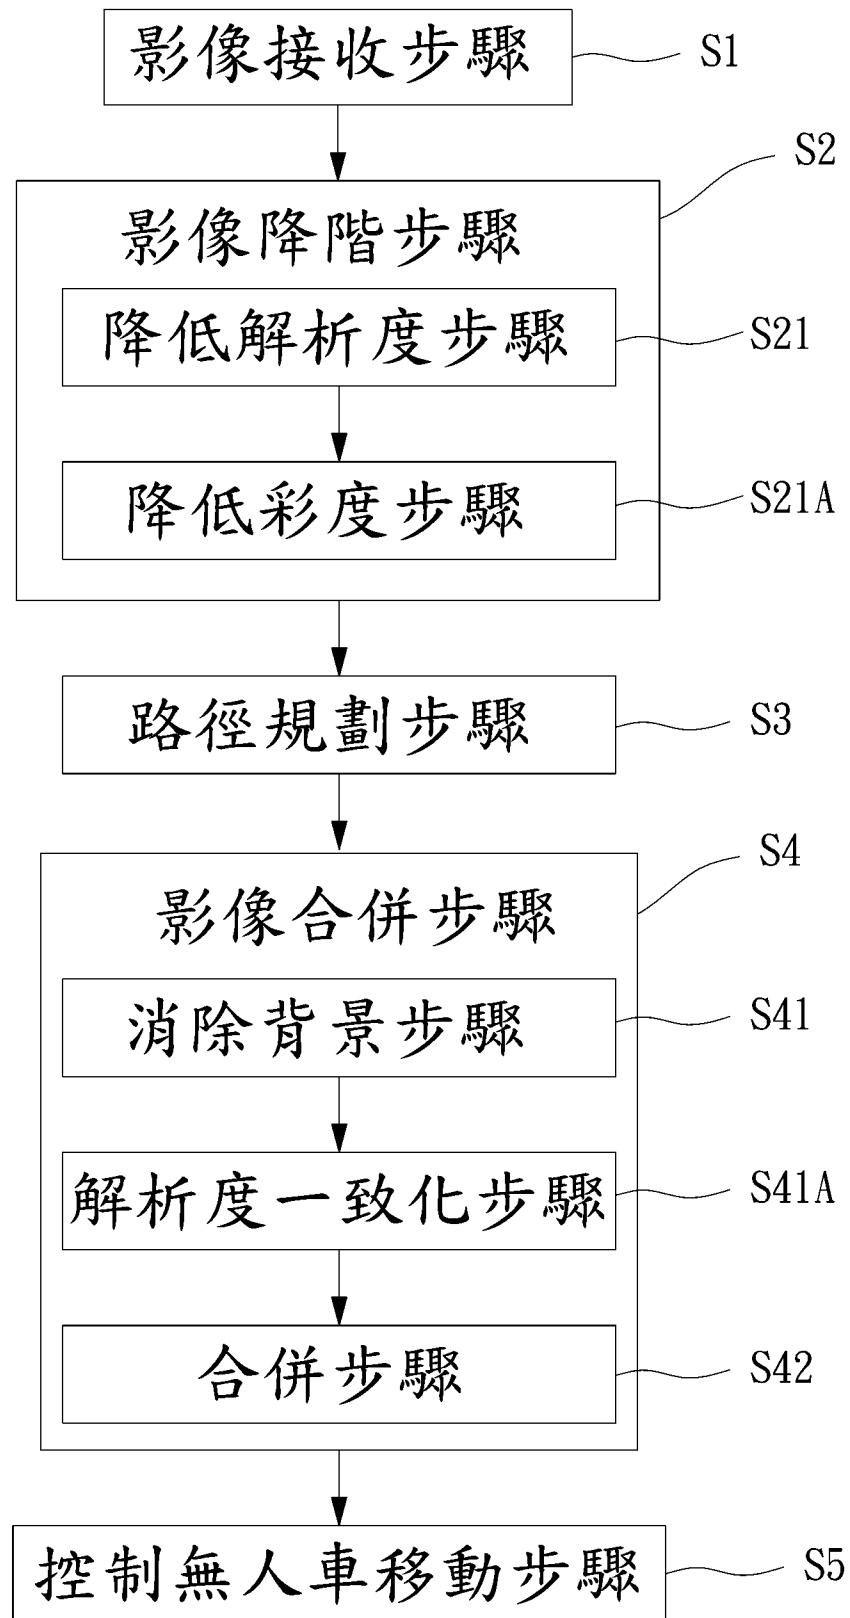 影像接收步驟
S1
S2
影像降階步驟
降低解析度步驟
S21
降低彩度步驟
S21A
路徑規劃步驟
S3
S4
影像合併步驟
消除背景步驟
S41
解析度一致化步驟
S41A
合併步驟
S42
控制無人車移動步驟
S5